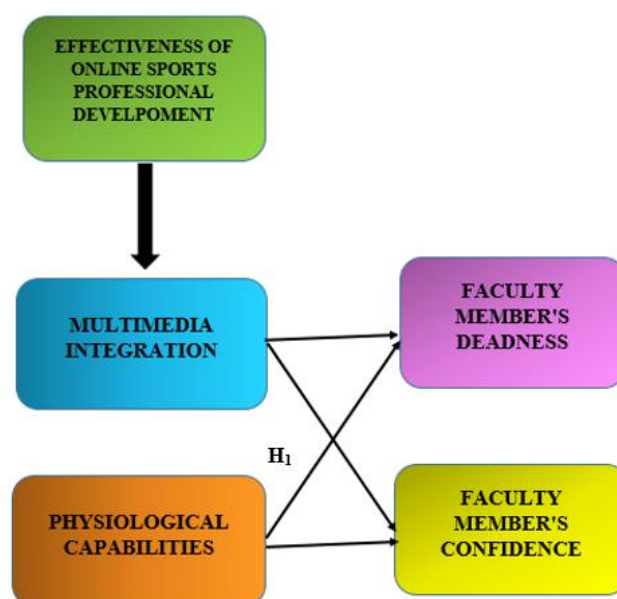 EFFECTIVENESS OF
ONLINE SPORTS
PROFESSIONAL
DEVELPOMENT
MULTIMEDIA
INTEGRATION
FACULTY
MEMBER'S
DEADNESS
H₁
PHYSIOLOGICAL
CAPABILITIES
FACULTY
MEMBER'S
CONFIDENCE